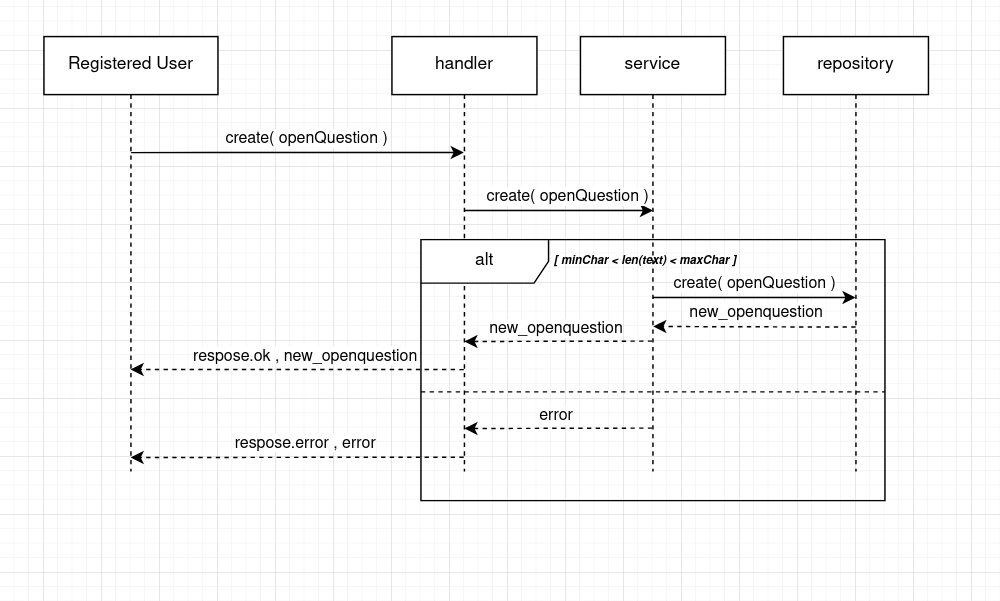 Registered User
handler
service
repository
create( openQuestion )
create( openQuestion )
alt
[ minChar < len(text) < maxChar ]
create( openQuestion )
new_openquestion
new_openquestion
respose.ok , new_openquestion
error
respose.error , error